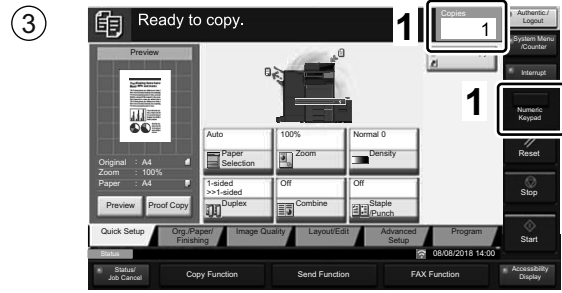 3
Ready to copy.
1
Copies
1
Authentic./
Logout
System Menu
/Counter
Interrupt
1
Numeric
Keypad
Reset
Stop
Start
Preview
Original : A4
Zoom : 100%
Paper : A4
Preview
Proof Copy
Auto
Paper
Selection
100%
Zoom
Normal 0
Density
1-sided
>>1-sided
Duplex
Off
Combine
Off
Staple
/Punch
Quick Setup
Org./Paper/
Finishing
Image Quality
Layout/Edit
Advanced
Setup
Program
Status
08/08/2018 14:00
Status/
Job Cancel
Copy Function
Send Function
FAX Function
Accessibility
Display